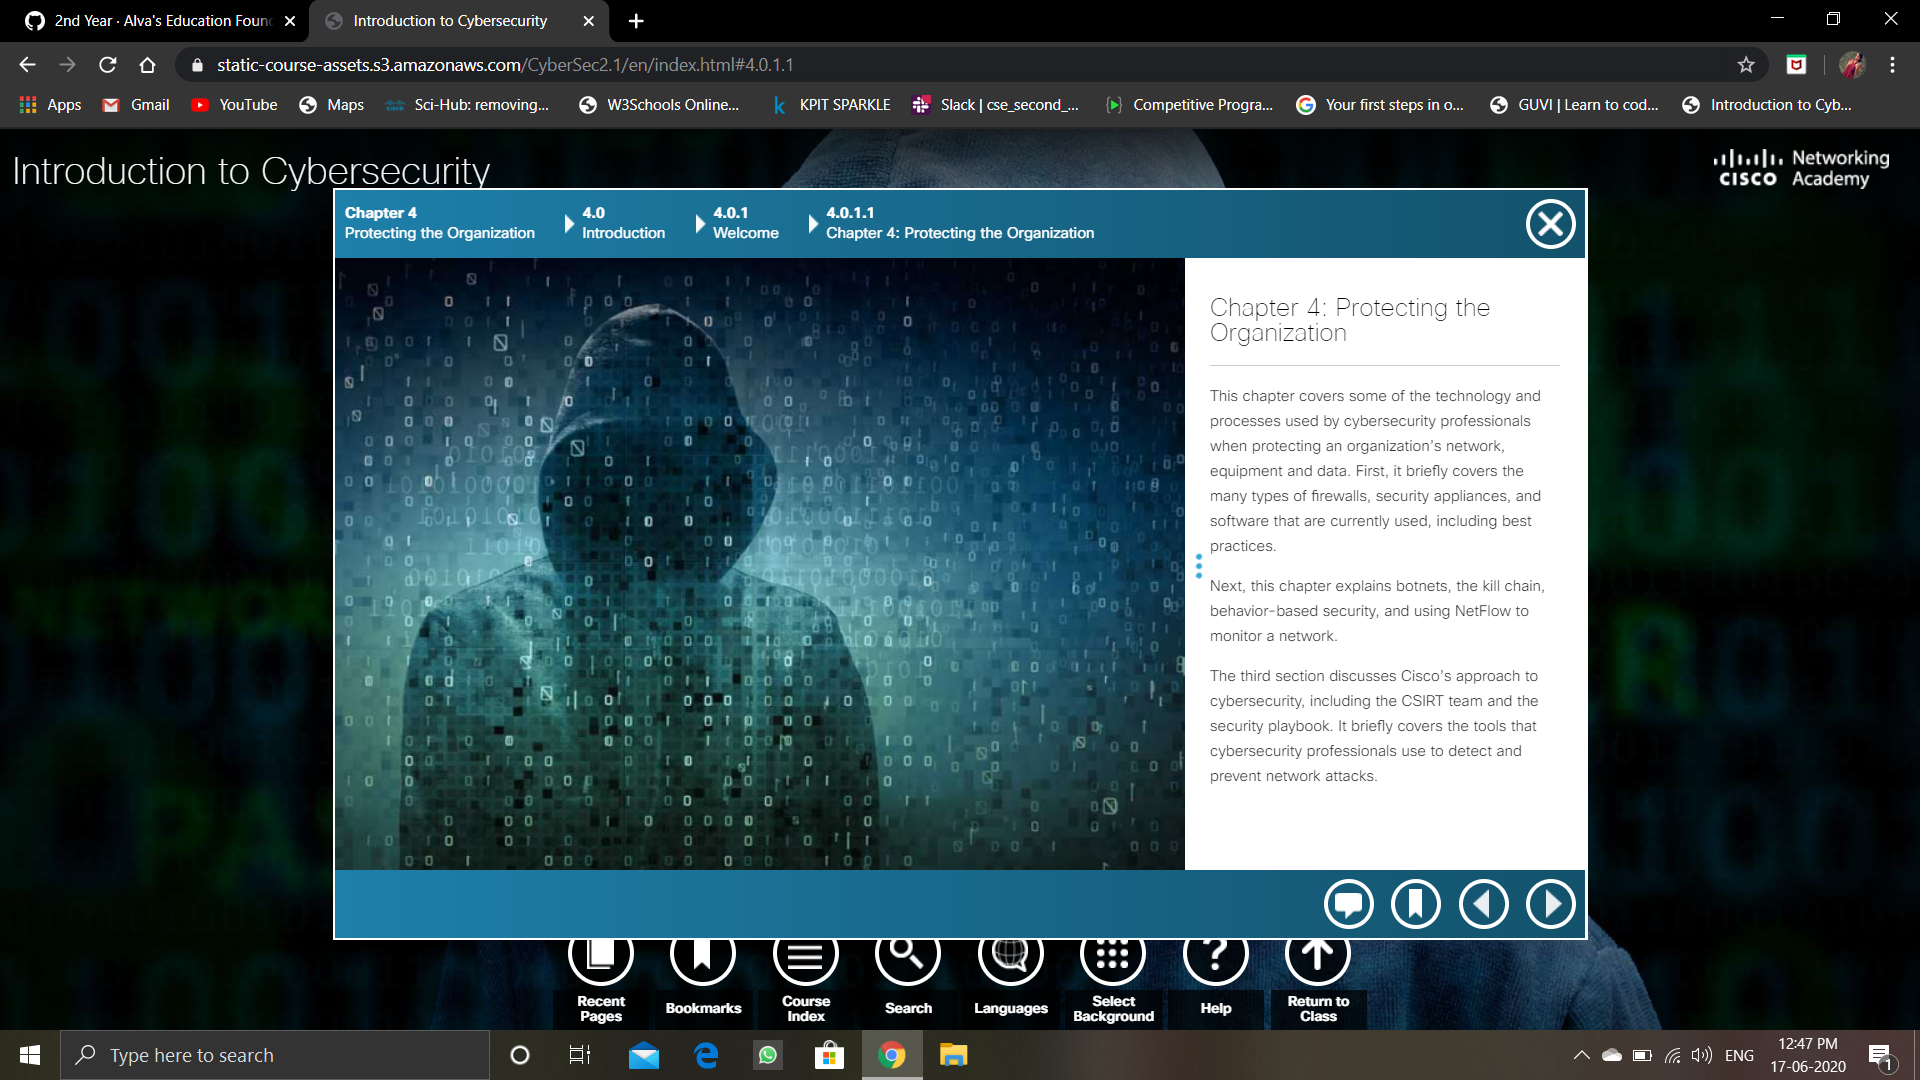 2nd Year · Alva's Education Foun
Introduction to Cybersecurity
static-course-assets.s3.amazonaws.com/CyberSec2.1/en/index.html#4.0.1.1
Apps
Gmail
YouTube
Maps
Sci-Hub: removing...
W3Schools Online...
KPIT SPARKLE
Slack | cse_second_...
Competitive Progra...
Your first steps in o...
GUVI | Learn to cod...
Introduction to Cyb...
Introduction to Cybersecurity
CISCO
Networking
Academy
Chapter 4
Protecting the Organization
4.0
Introduction
4.0.1
Welcome
4.0.1.1
Chapter 4: Protecting the Organization
Chapter 4: Protecting the
Organization
This chapter covers some of the technology and
processes used by cybersecurity professionals
when protecting an organization's network,
equipment and data. First, it briefly covers the
many types of firewalls, security appliances, and
software that are currently used, including best
practices.
Next, this chapter explains botnets, the kill chain,
behavior-based security, and using NetFlow to
monitor a network.
The third section discusses Cisco's approach to
cybersecurity, including the CSIRT team and the
security playbook. It briefly covers the tools that
cybersecurity professionals use to detect and
prevent network attacks.
Recent
Pages
Bookmarks
Course
Index
Search
Languages
Select
Background
Help
Return to
Class
Type here to search
ENG
12:47 PM
17-06-2020
1